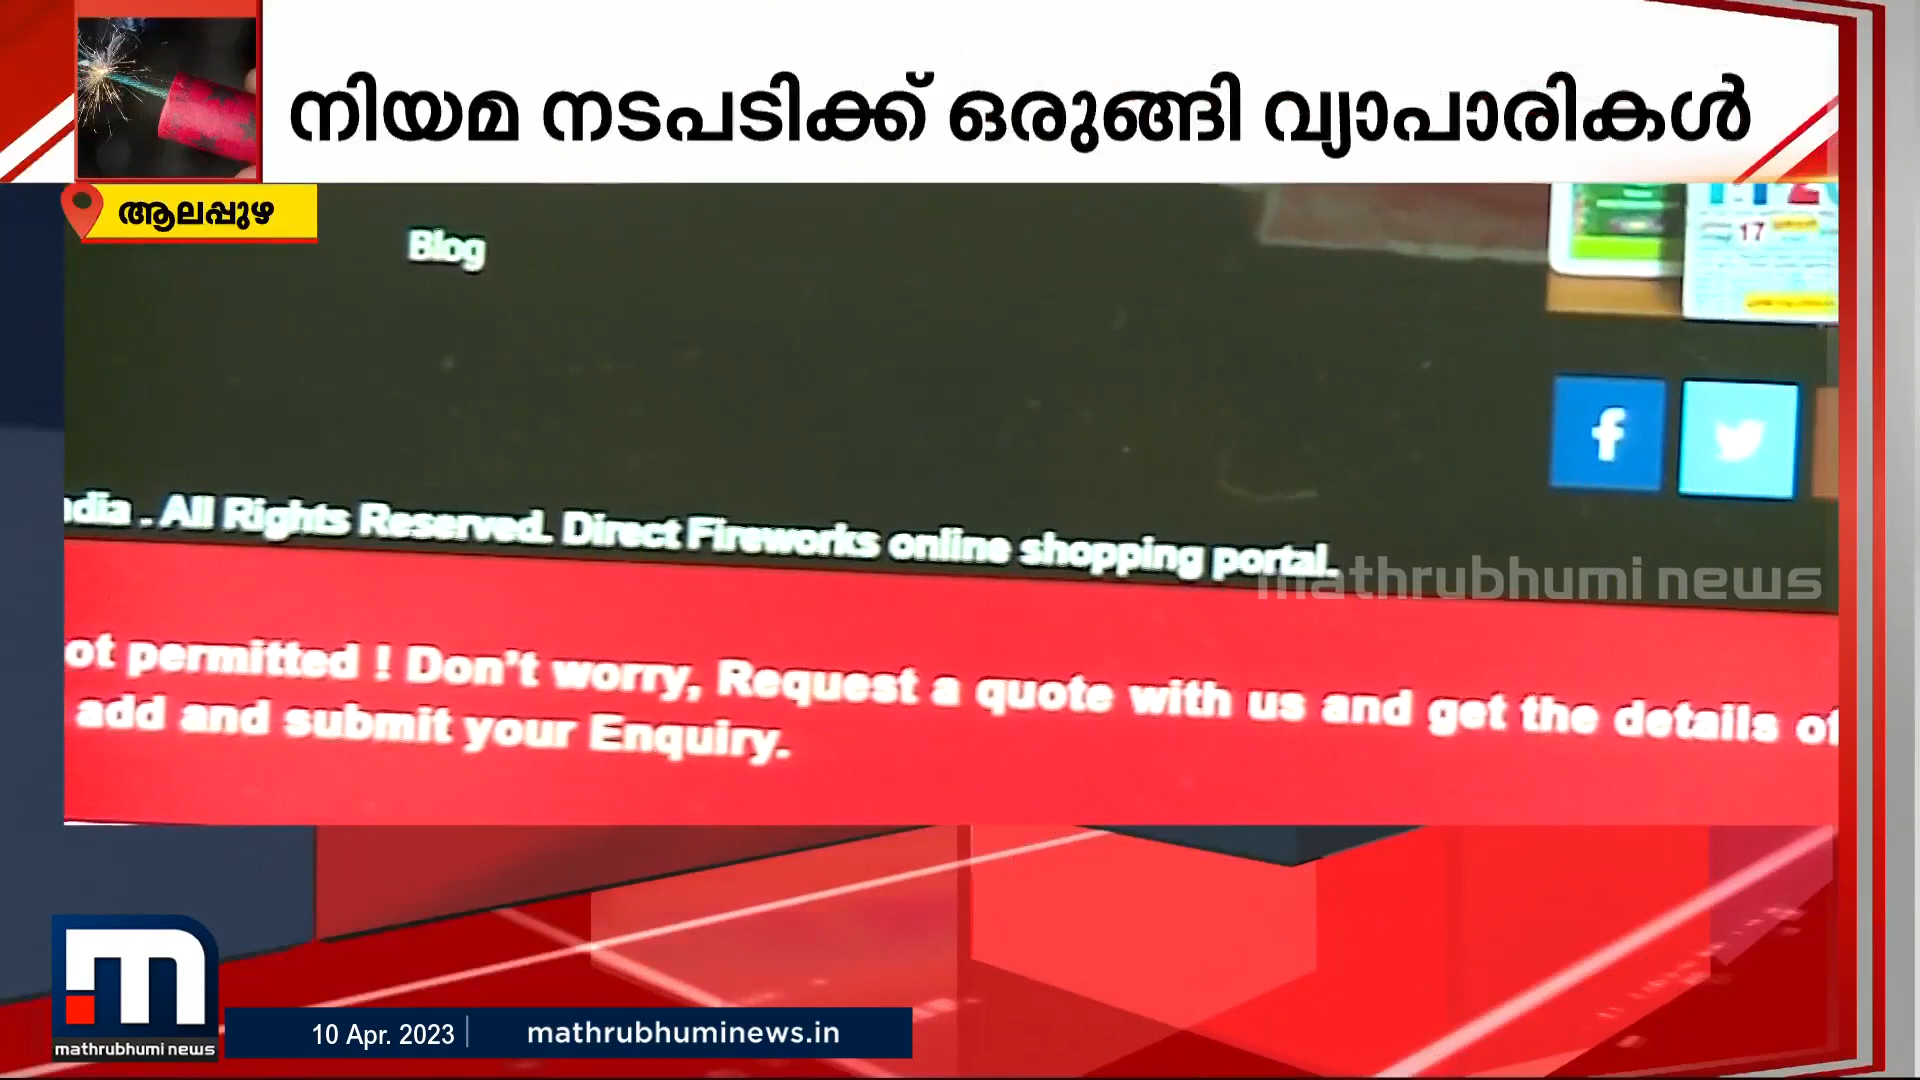 നിയമ നടപടിക്ക് ഒരുങ്ങി വ്യാപാരികൾ
ആലപ്പുഴ
Blog
17
ndia . All Rights Reserved. Direct Fireworks online shopping portal.
mathrubhumi news
ot permitted ! Don't worry, Request a quote with us and get the details of
add and submit your Enquiry.
mathrubhumi news
10 Apr. 2023
mathrubhuminews.in